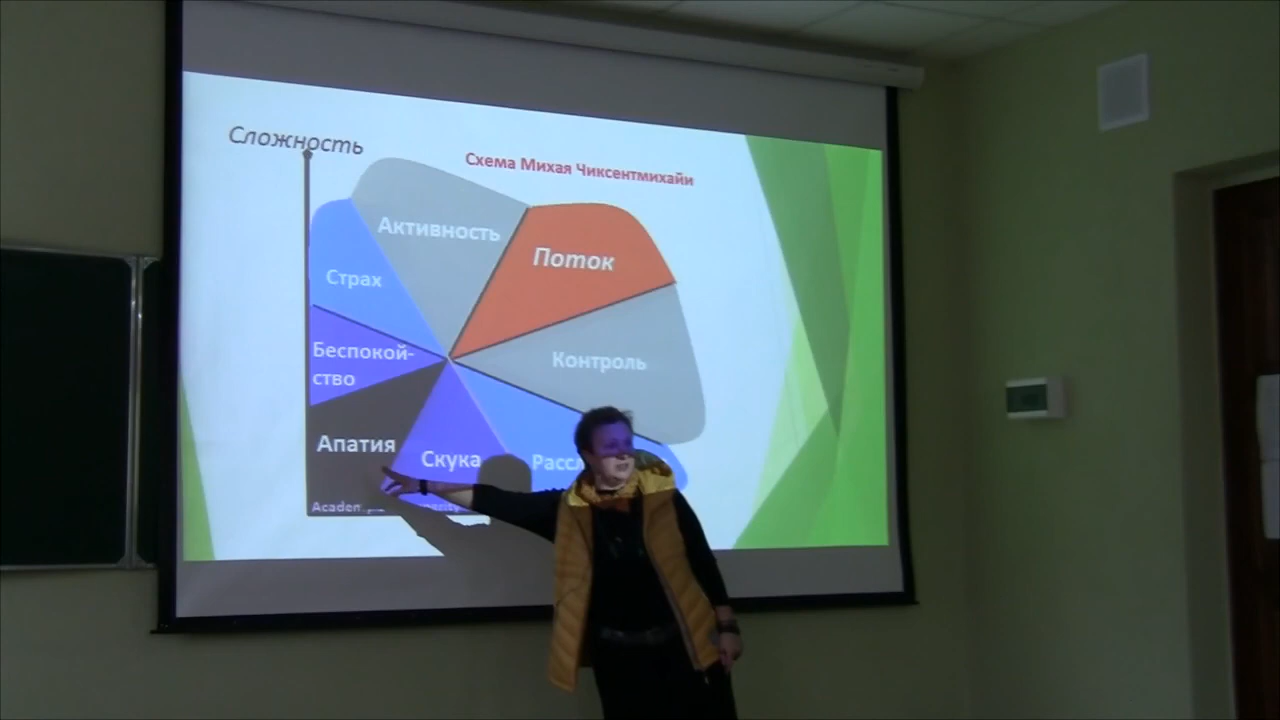 Сложность
Схема Михая Чиксентмихайи
Активность
Поток
Страх
Контроль
Беспокой-
ство
Апатия
Скука